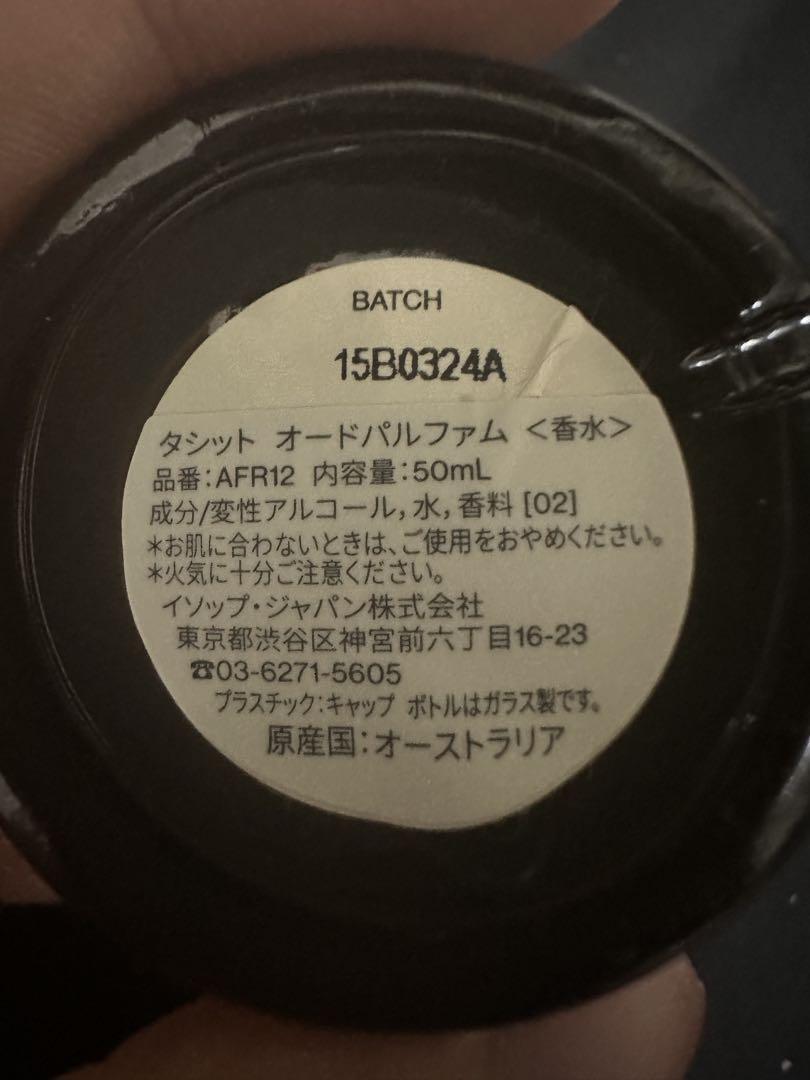 BATCH
15B0324A
タシット オードパルファム <香水>
品番:AFR12 内容量:50mL
成分/変性アルコール,水,香料 [02]
*お肌に合わないときは、ご使用をおやめください。
*火気に十分ご注意ください。
イソップ・ジャパン株式会社
東京都渋谷区神宮前六丁目16-23
☎03-6271-5605
プラスチック:キャップ ボトルはガラス製です。
原産国:オーストラリア